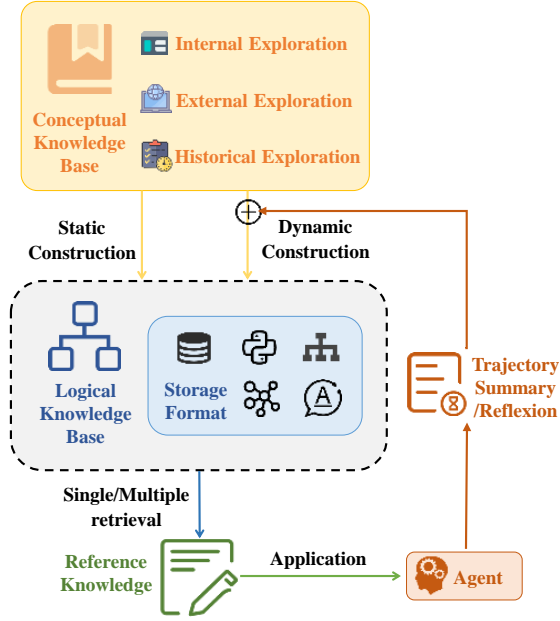 Internal Exploration
External Exploration
Historical Exploration
Conceptual
Knowledge
Base
Static
Construction
Dynamic
Construction
Logical
Knowledge
Base
Storage
Format
A
Trajectory
Summary
/Reflexion
Single/Multiple
retrieval
Reference
Knowledge
Application
Agent